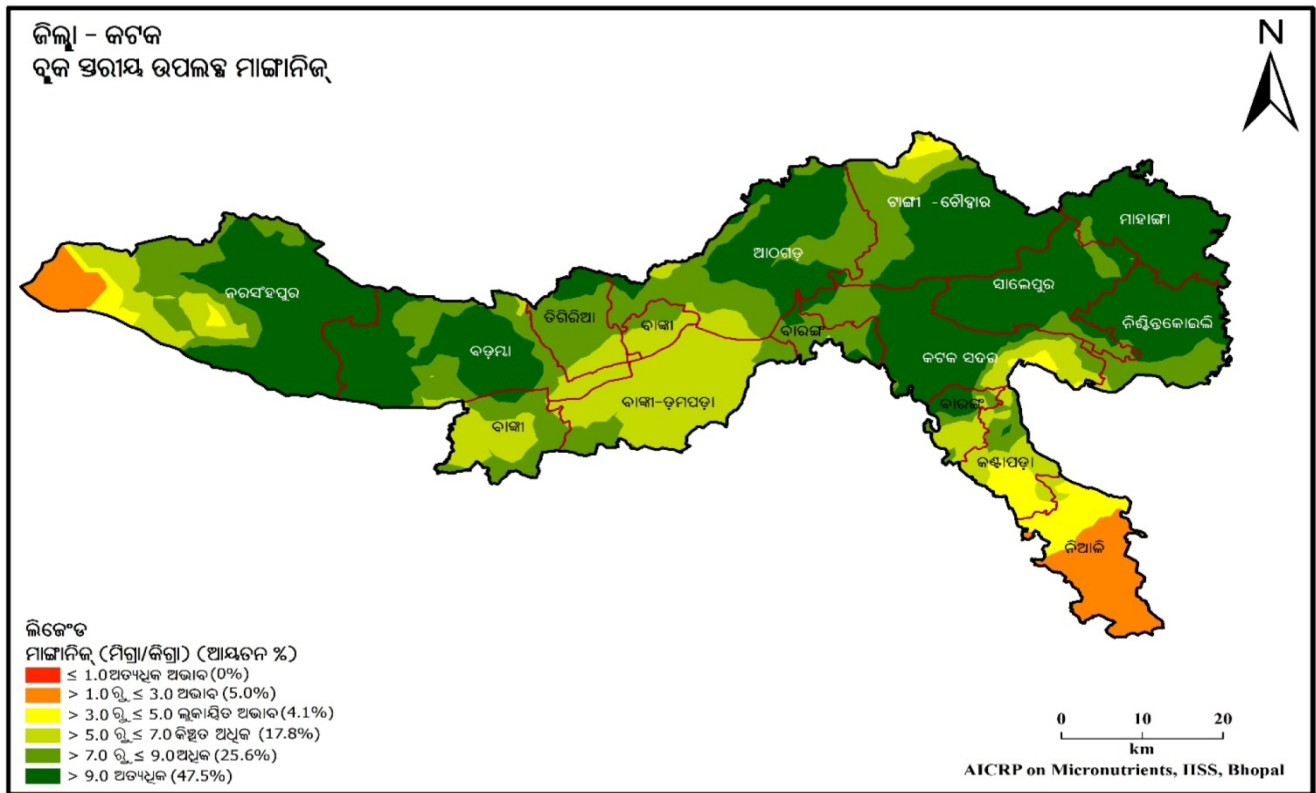 ଜିଲ୍ଲା – କଟକ
ବ୍ଲକ ସ୍ତରୀୟ ଉପଲବ୍ଧ ମାଙ୍ଗାନିଜ୍
N
ଟାଙ୍ଗୀ -ଚୌଦ୍ୱାର
ମାହାଙ୍ଗା
ଆଠଗଡ଼
ସାଲେପୁର
ନରସିଂହପୁର
ତିଗିରିଆ
ବାଙ୍କୀ
ବାରଙ୍ଗ
ନିଶ୍ଚିନ୍ତକୋଇଲି
ବଡ଼ମ୍ବା
କଟକ ସଦର
ବାଙ୍କୀ-ଡ଼ମପଡ଼ା
ବାରଙ୍ଗ
ବାଙ୍କୀ
କଣ୍ଟାପଡ଼ା
ନିଆଳି
ଲିଜେଂଡ
ମାଙ୍ଗାନିଜ୍ (ମିଗ୍ରା/କିଗ୍ରା) (ଆୟତନ %)
≤ 1.0 ଅତ୍ୟଧିକ ଅଭାବ (0%)
> 1.0 ରୁ ≤ 3.0 ଅଭାବ (5.0%)
> 3.0 ରୁ ≤ 5.0 ଲୁକାୟିତ ଅଭାବ (4.1%)
> 5.0 ରୁ ≤ 7.0 କିଞ୍ଚିତ ଅଧିକ (17.8%)
> 7.0 ରୁ ≤ 9.0 ଅଧିକ (25.6%)
> 9.0 ଅତ୍ୟଧିକ (47.5%)
0 10 20
km
AICRP on Micronutrients, IISS, Bhopal